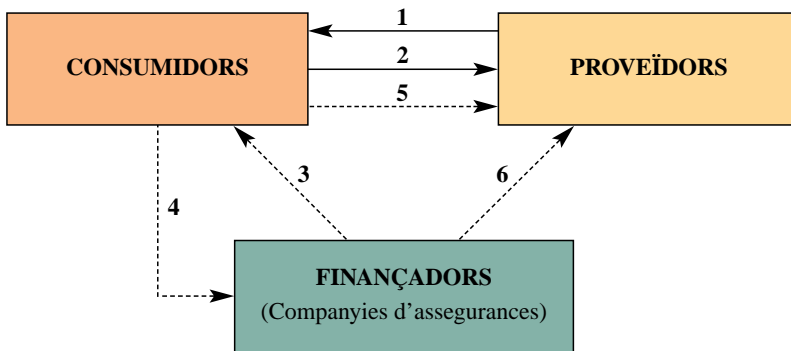 1
CONSUMIDORS
2
PROVEÏDORS
5
3
6
4
FINANÇADORS
(Companyies d’assegurances)